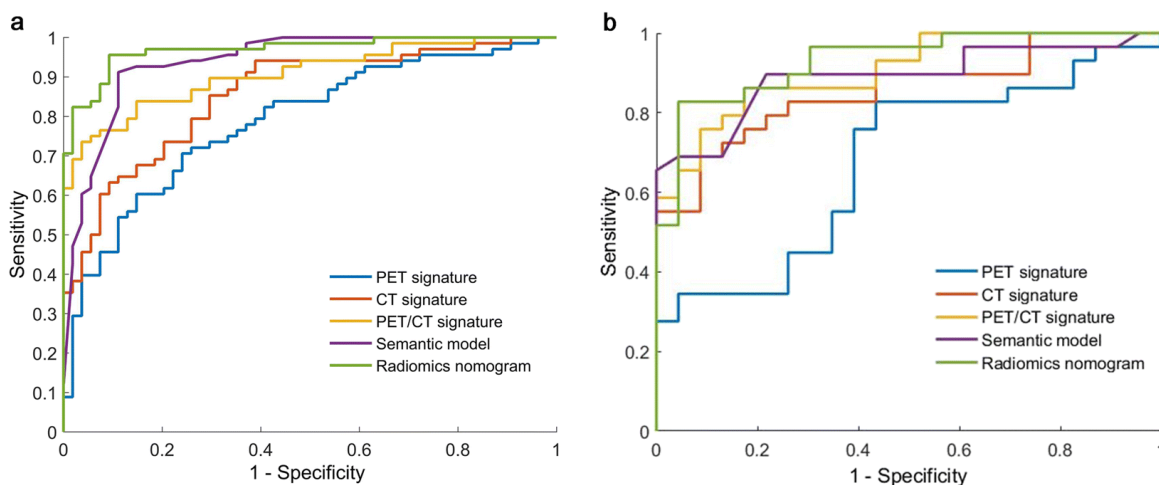 a
1
0.9
0.8
0.7
0.6
0.5
0.4
0.3
0.2
0.1
0
Sensitivity
PET signature
CT signature
PET/CT signature
Semantic model
Radiomics nomogram
0 0.2 0.4 0.6 0.8 1
1 - Specificity
b
1
0.8
0.6
0.4
0.2
0
Sensitivity
PET signature
CT signature
PET/CT signature
Semantic model
Radiomics nomogram
0 0.2 0.4 0.6 0.8 1
1 - Specificity